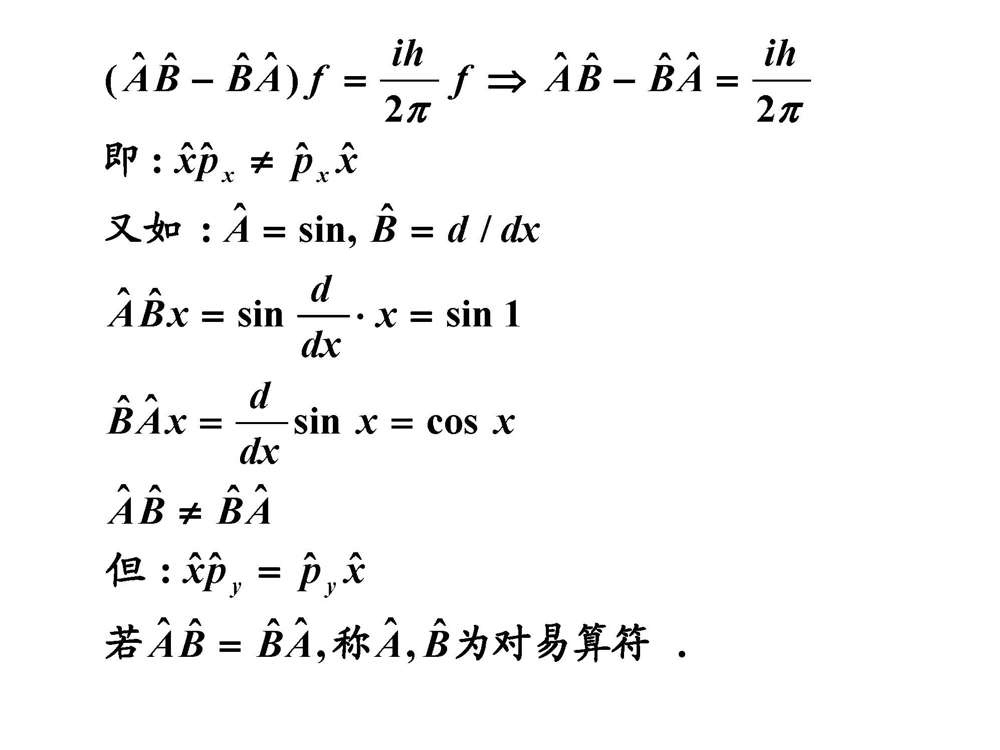 $(\hat{A}\hat{B} - \hat{B}\hat{A})f = \frac{ih}{2\pi} f \Rightarrow \hat{A}\hat{B} - \hat{B}\hat{A} = \frac{ih}{2\pi}$
即 : $\hat{x}\hat{p}_x \neq \hat{p}_x\hat{x}$
又如 : $\hat{A} = \sin, \hat{B} = d / dx$
$\hat{A}\hat{B}x = \sin \frac{d}{dx} \cdot x = \sin 1$
$\hat{B}\hat{A}x = \frac{d}{dx} \sin x = \cos x$
$\hat{A}\hat{B} \neq \hat{B}\hat{A}$
但 : $\hat{x}\hat{p}_y = \hat{p}_y\hat{x}$
若 $\hat{A}\hat{B} = \hat{B}\hat{A}$,称 $\hat{A},\hat{B}$ 为对易算符 .